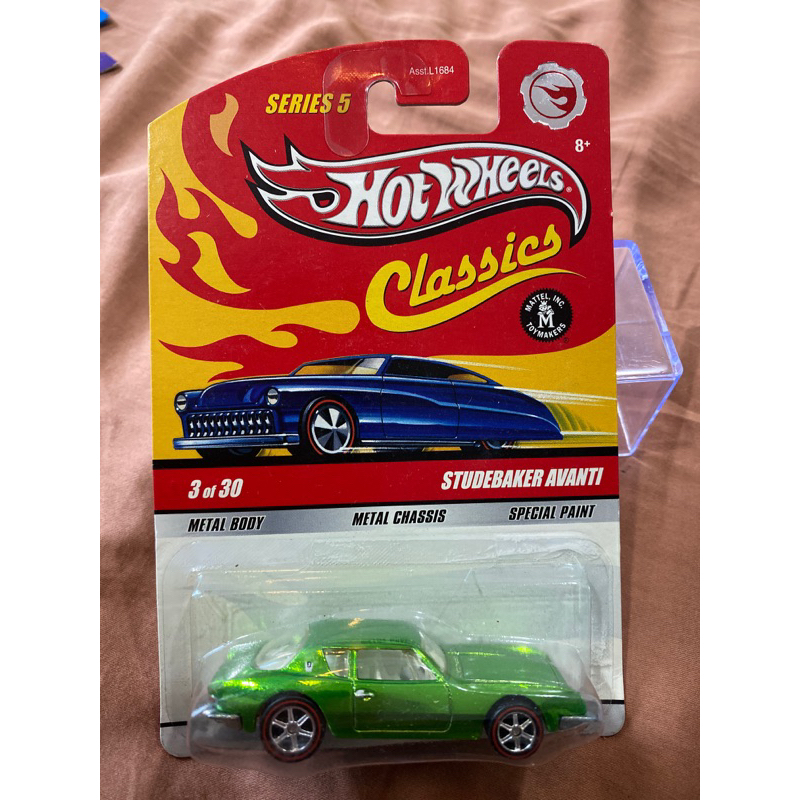 Asst.L1684
SERIES 5
8+
HOT WHEELS®
Classics
MATTEL, INC.
M
TOYMAKERS
3 of 30
STUDEBAKER AVANTI
METAL BODY
METAL CHASSIS
SPECIAL PAINT